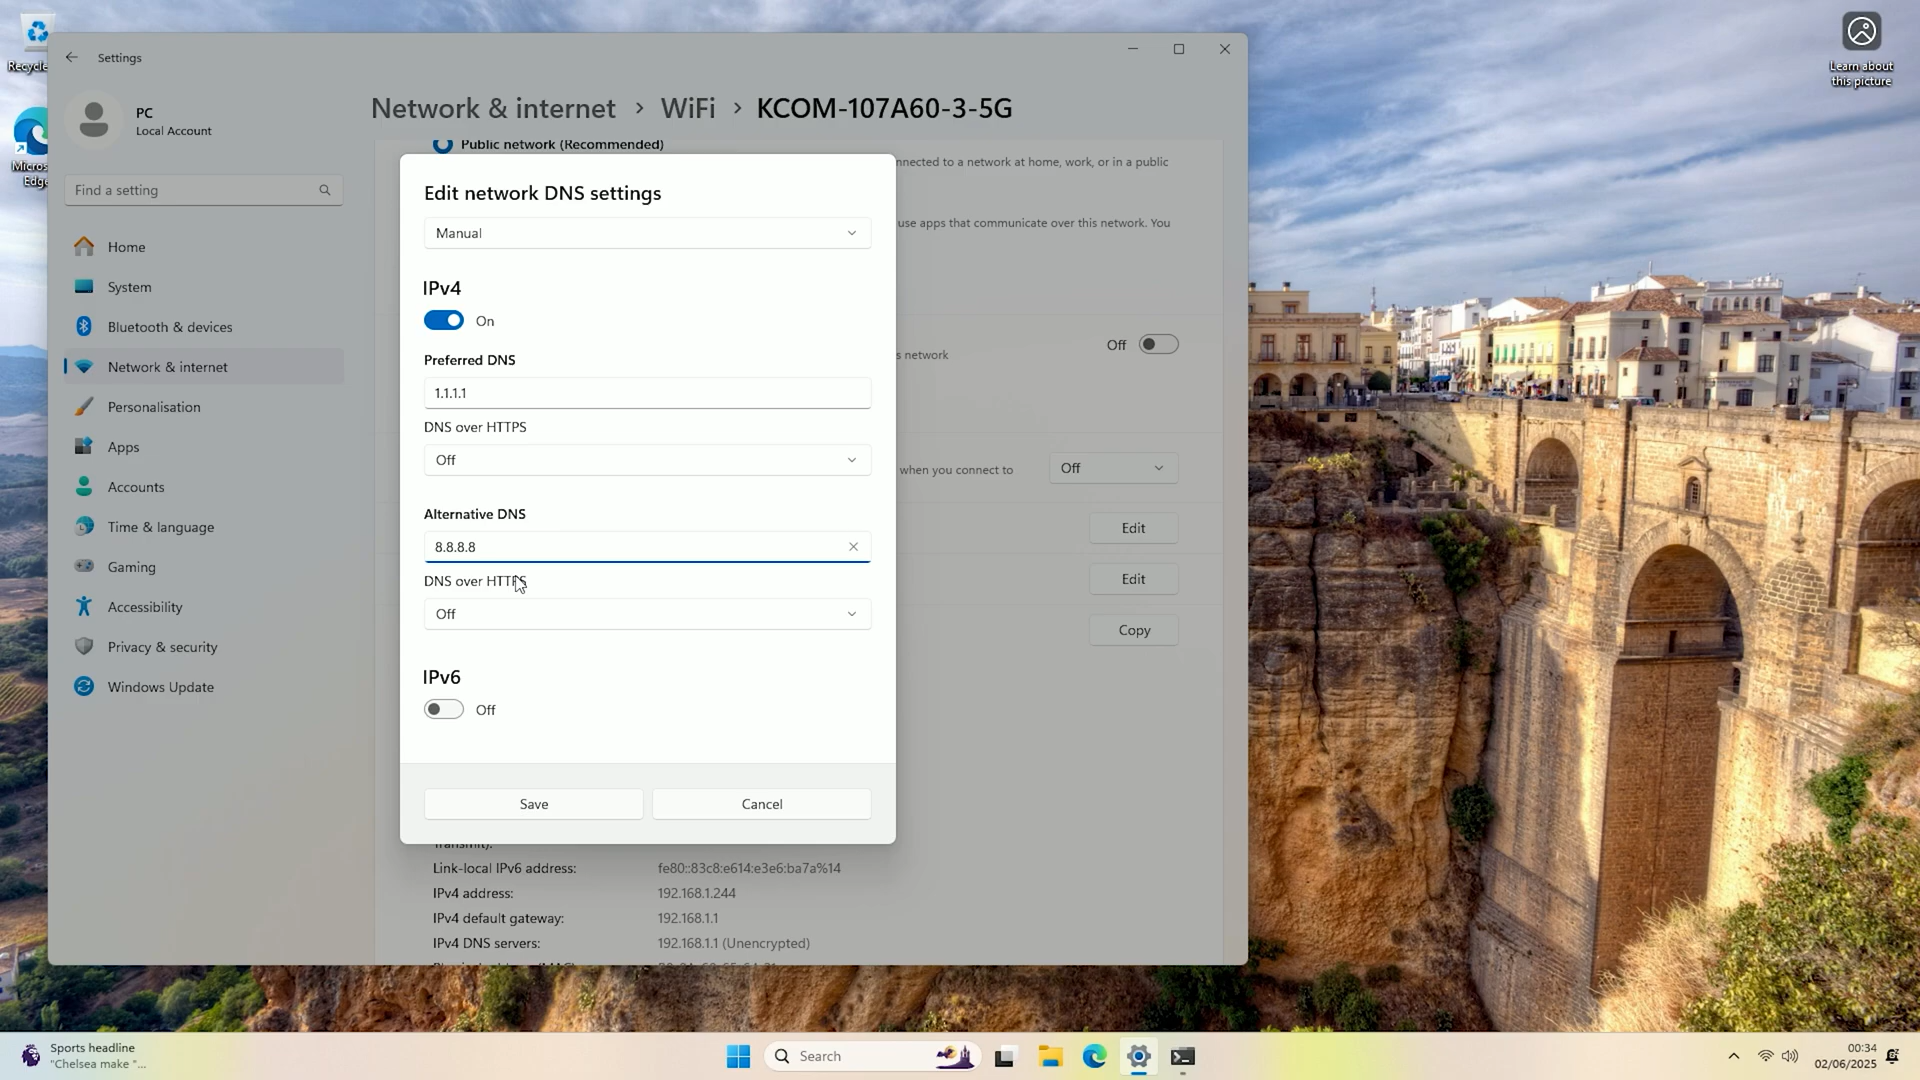 Recycle
Settings
Learn about
this picture
PC
Local Account
Network & internet > WiFi > KCOM-107A60-3-5G
Public network (Recommended)
nnected to a network at home, work, or in a public
Micros
Edge
Find a setting
Edit network DNS settings
Manual
use apps that communicate over this network. You
Home
System
Bluetooth & devices
Network & internet
Personalisation
Apps
Accounts
Time & language
Gaming
Accessibility
Privacy & security
Windows Update
IPv4
On
Preferred DNS
1.1.1.1
DNS over HTTPS
Off
Alternative DNS
8.8.8.8
DNS over HTTPS
Off
IPv6
Off
Save
Cancel
s network
Off
when you connect to
Off
Edit
Edit
Copy
Transmit):
Link-local IPv6 address: fe80::83c8:e614:e3e6:ba7a%14
IPv4 address: 192.168.1.244
IPv4 default gateway: 192.168.1.1
IPv4 DNS servers: 192.168.1.1 (Unencrypted)
Sports headline
"Chelsea make "...
Search
00:34
02/06/2025